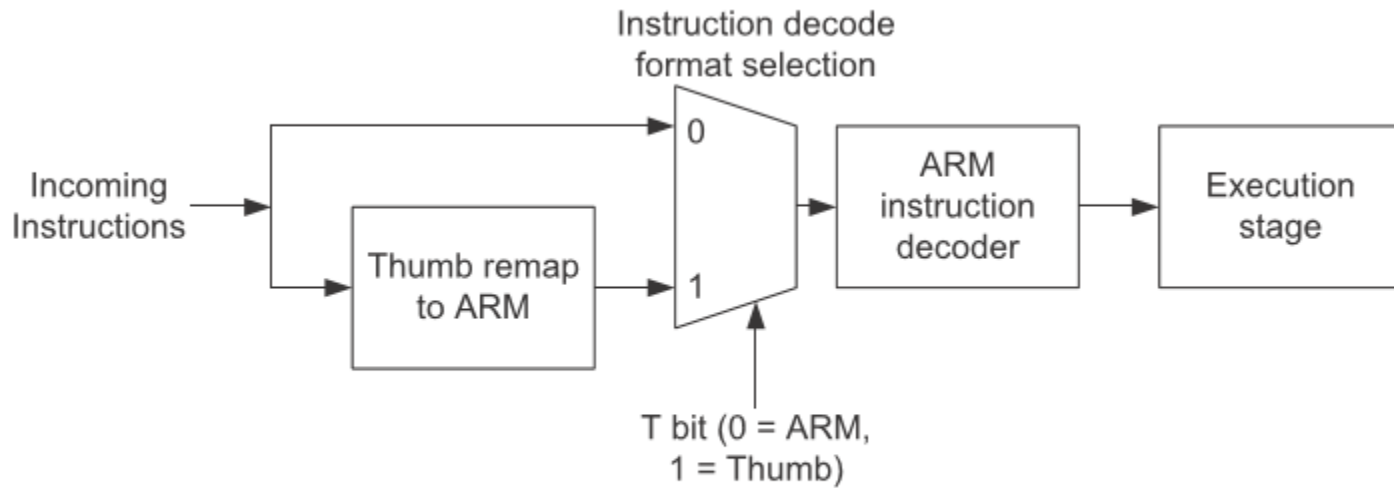 Instruction decode
format selection
0
Incoming
Instructions
Thumb remap
to ARM
1
ARM
instruction
decoder
Execution
stage
T bit (0 = ARM,
1 = Thumb)